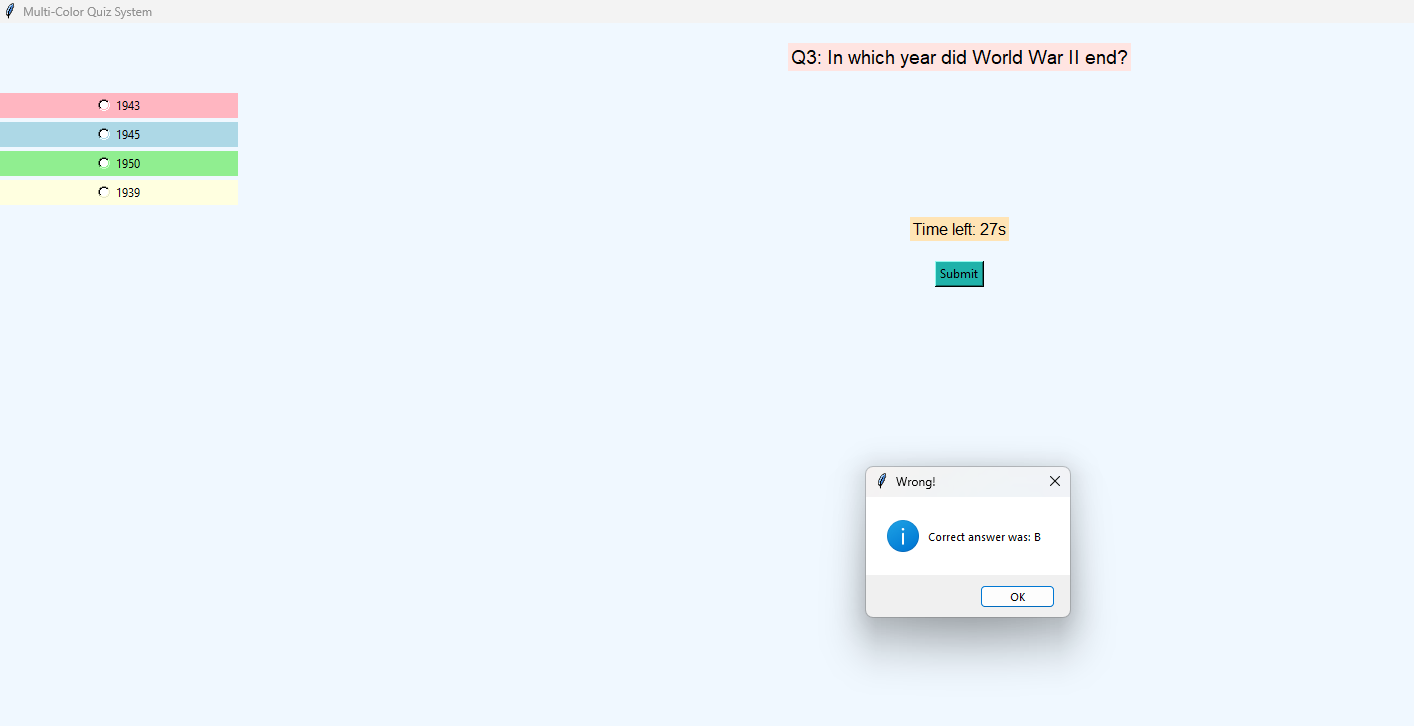 Multi-Color Quiz System
Q3: In which year did World War II end?
1943
1945
1950
1939
Time left: 27s
Submit
Wrong!
Correct answer was: B
OK